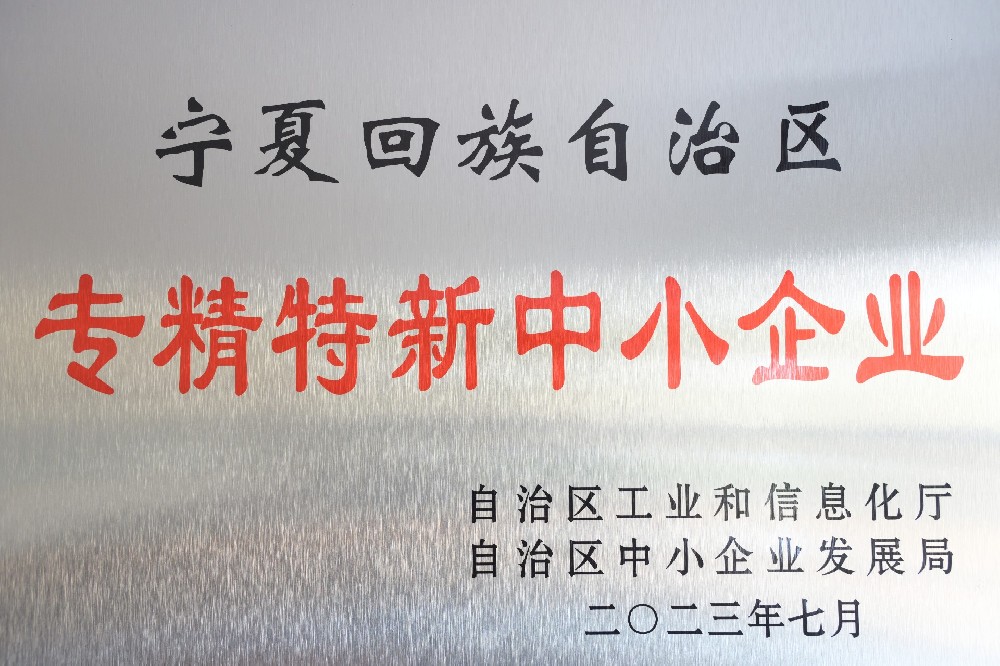 宁夏回族自治区
专精特新中小企业
自治区工业和信息化厅
自治区中小企业发展局
二〇二三年七月